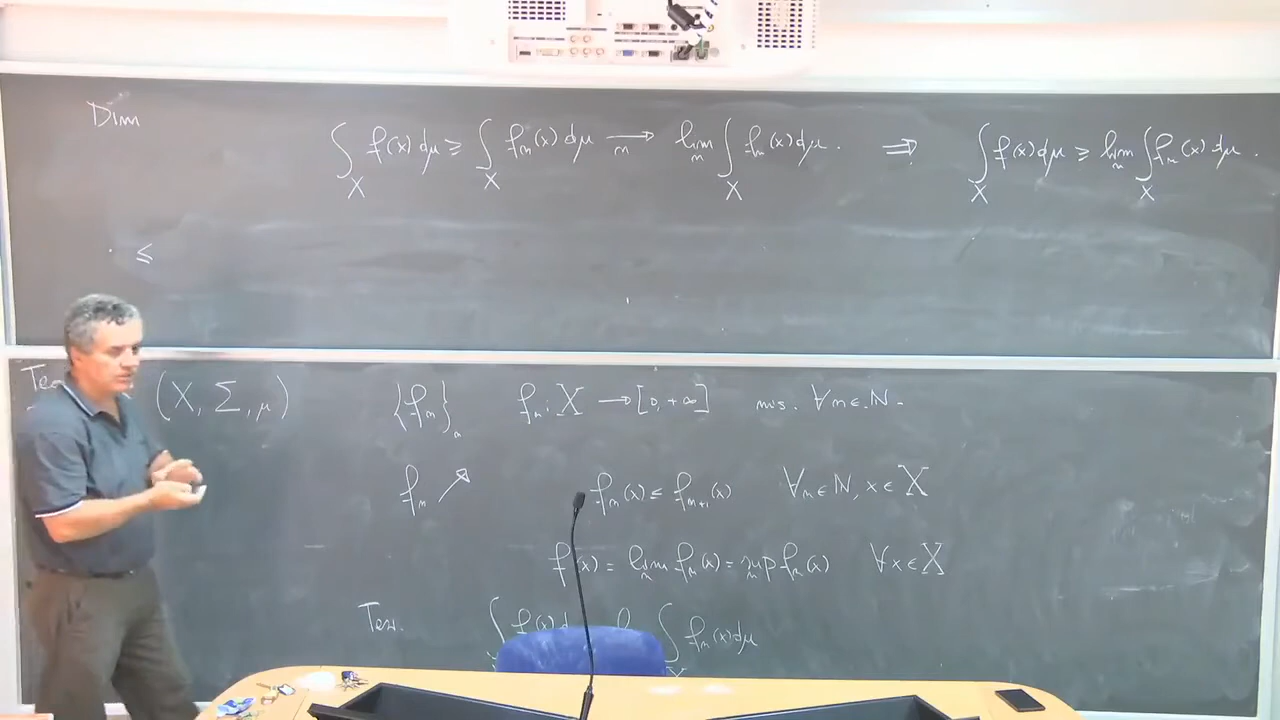 Dim
∫_X f(x)dμ ≥ ∫_X f_n(x)dμ →_n lim_n ∫_X f_n(x)dμ. ⇒ ∫_X f(x)dμ ≥ lim_n ∫_X f_n(x)dμ.
· ≤
(X, Σ, μ) {f_n}_n f_n: X → [0, +∞] mis. ∀n∈N.
f_n ↗ f_n(x) ≤ f_{n+1}(x) ∀n∈N, x∈X
f(x) = lim_n f_n(x) = sup_n f_n(x) ∀x∈X
∫ f(x)d ∫_X f_n(x)dμ